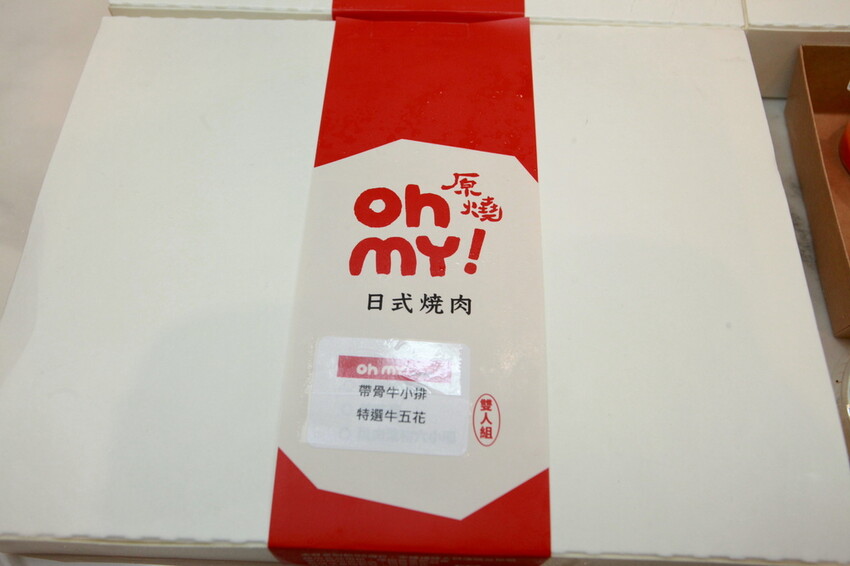 原燒
oh
my!
日式焼肉
oh my
帶骨牛小排
特選牛五花
雙人組